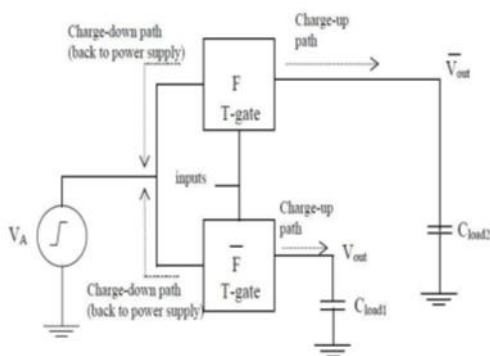 Charge-down path
(back to power supply)
Charge-up
path
V̅out
F
T-gate
inputs
VA
F̅
T-gate
Charge-up
path
Vout
Charge-down path
(back to power supply)
Cload1
Cload2